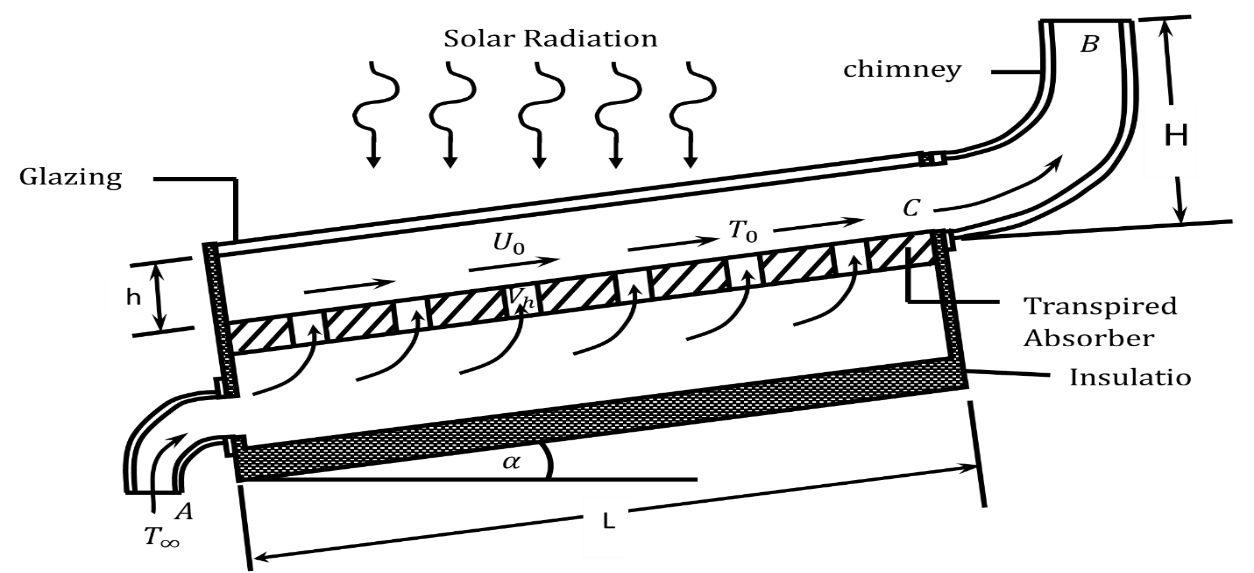 Solar Radiation
B
chimney
H
Glazing
C
T₀
U₀
h
Vₕ
Transpired
Absorber
Insulatio
α
A
T∞
L